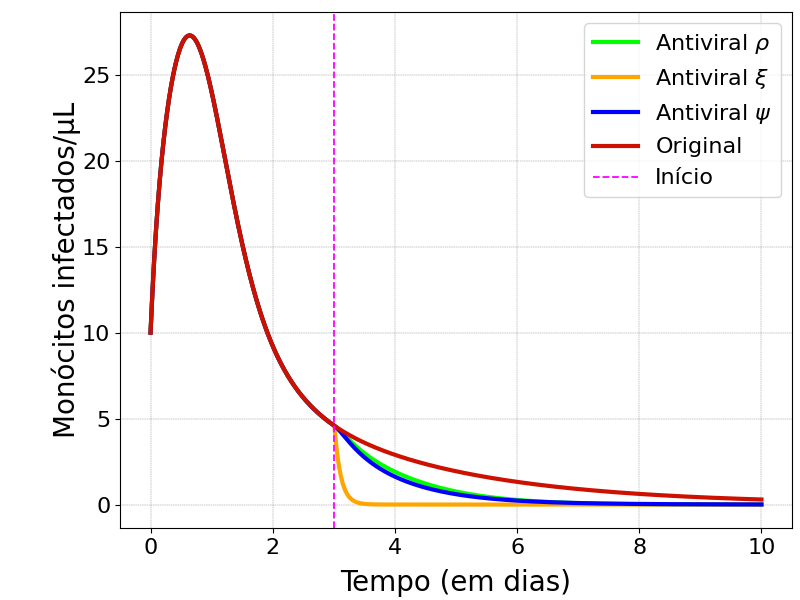 Monócitos infectados/μL
25
20
15
10
5
0
0 2 4 6 8 10
Tempo (em dias)
Antiviral ρ
Antiviral ξ
Antiviral ψ
Original
Início